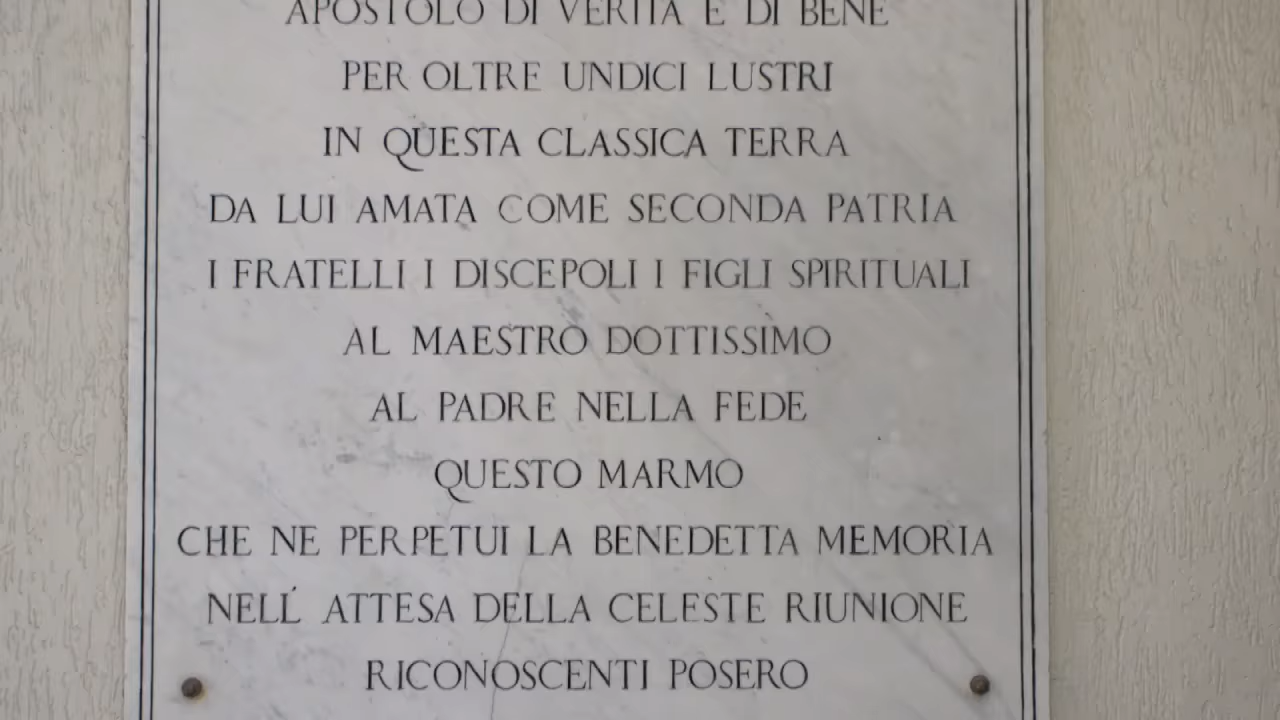 APOSTOLO DI VERITÀ E DI BENE
PER OLTRE UNDICI LUSTRI
IN QUESTA CLASSICA TERRA
DA LUI AMATA COME SECONDA PATRIA
I FRATELLI I DISCEPOLI I FIGLI SPIRITUALI
AL MAESTRO DOTTISSIMO
AL PADRE NELLA FEDE
QUESTO MARMO
CHE NE PERPETUI LA BENEDETTA MEMORIA
NELL' ATTESA DELLA CELESTE RIUNIONE
RICONOSCENTI POSERO